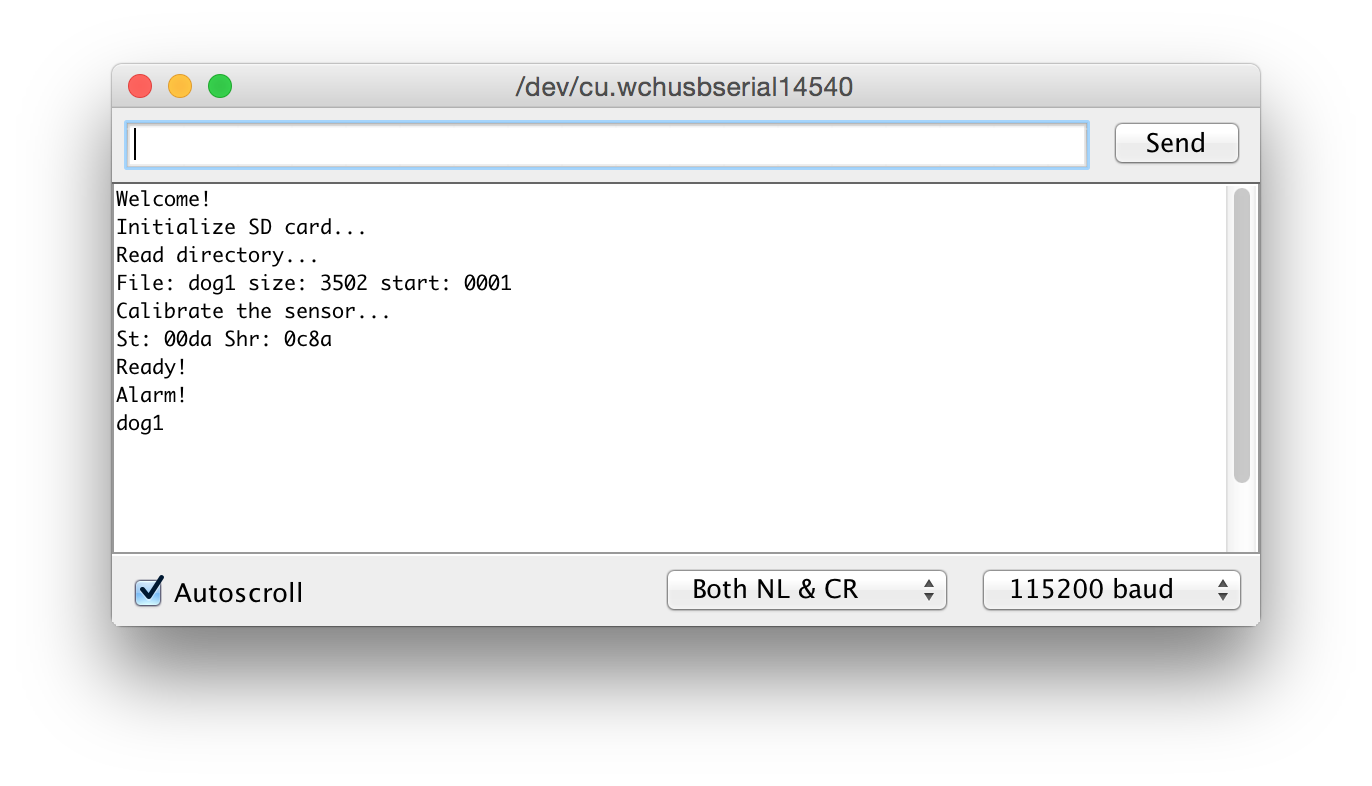 /dev/cu.wchusbserial14540
Send
Welcome!
Initialize SD card...
Read directory...
File: dog1 size: 3502 start: 0001
Calibrate the sensor...
St: 00da Shr: 0c8a
Ready!
Alarm!
dog1
Autoscroll
Both NL & CR
115200 baud